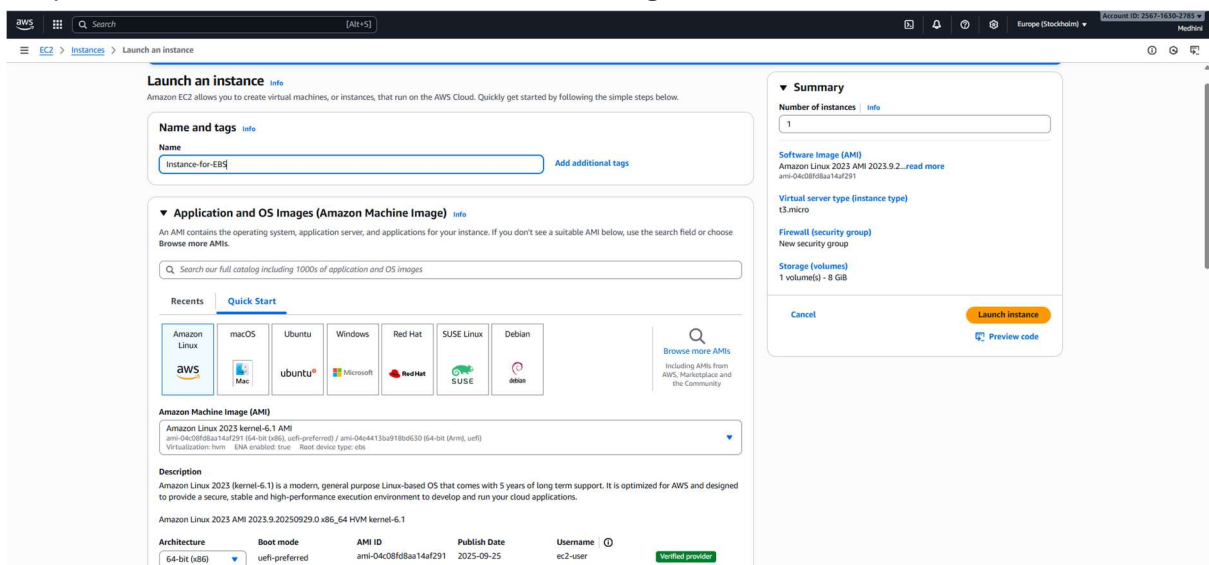 aws
Search
[Alt+S]
Europe (Stockholm)
Account ID: 2567-1630-2785
Medhini
EC2 > Instances > Launch an instance
Launch an instance Info
Amazon EC2 allows you to create virtual machines, or instances, that run on the AWS Cloud. Quickly get started by following the simple steps below.
Name and tags Info
Name
Instance-for-EBS
Add additional tags
Application and OS Images (Amazon Machine Image) Info
An AMI contains the operating system, application server, and applications for your instance. If you don't see a suitable AMI below, use the search field or choose
Browse more AMIs.
Search our full catalog including 1000s of application and OS images
Recents
Quick Start
Amazon
Linux
aws
macOS
Mac
Ubuntu
ubuntu®
Windows
Microsoft
Red Hat
Red Hat
SUSE Linux
SUSE
Debian
debian
Browse more AMIs
Including AMIs from
AWS, Marketplace and
the Community
Amazon Machine Image (AMI)
Amazon Linux 2023 kernel-6.1 AMI
ami-04c08fd8aa14af291 (64-bit (x86), uefi-preferred) / ami-04e4413ba918bd630 (64-bit (Arm), uefi)
Virtualization: hvm ENA enabled: true Root device type: ebs
Description
Amazon Linux 2023 (kernel-6.1) is a modern, general purpose Linux-based OS that comes with 5 years of long term support. It is optimized for AWS and designed
to provide a secure, stable and high-performance execution environment to develop and run your cloud applications.
Amazon Linux 2023 AMI 2023.9.20250929.0 x86_64 HVM kernel-6.1
Architecture Boot mode AMI ID Publish Date Username
64-bit (x86) uefi-preferred ami-04c08fd8aa14af291 2025-09-25 ec2-user Verified provider
Summary
Number of instances Info
1
Software Image (AMI)
Amazon Linux 2023 AMI 2023.9.2...read more
ami-04c08fd8aa14af291
Virtual server type (instance type)
t3.micro
Firewall (security group)
New security group
Storage (volumes)
1 volume(s) - 8 GiB
Cancel
Launch instance
Preview code